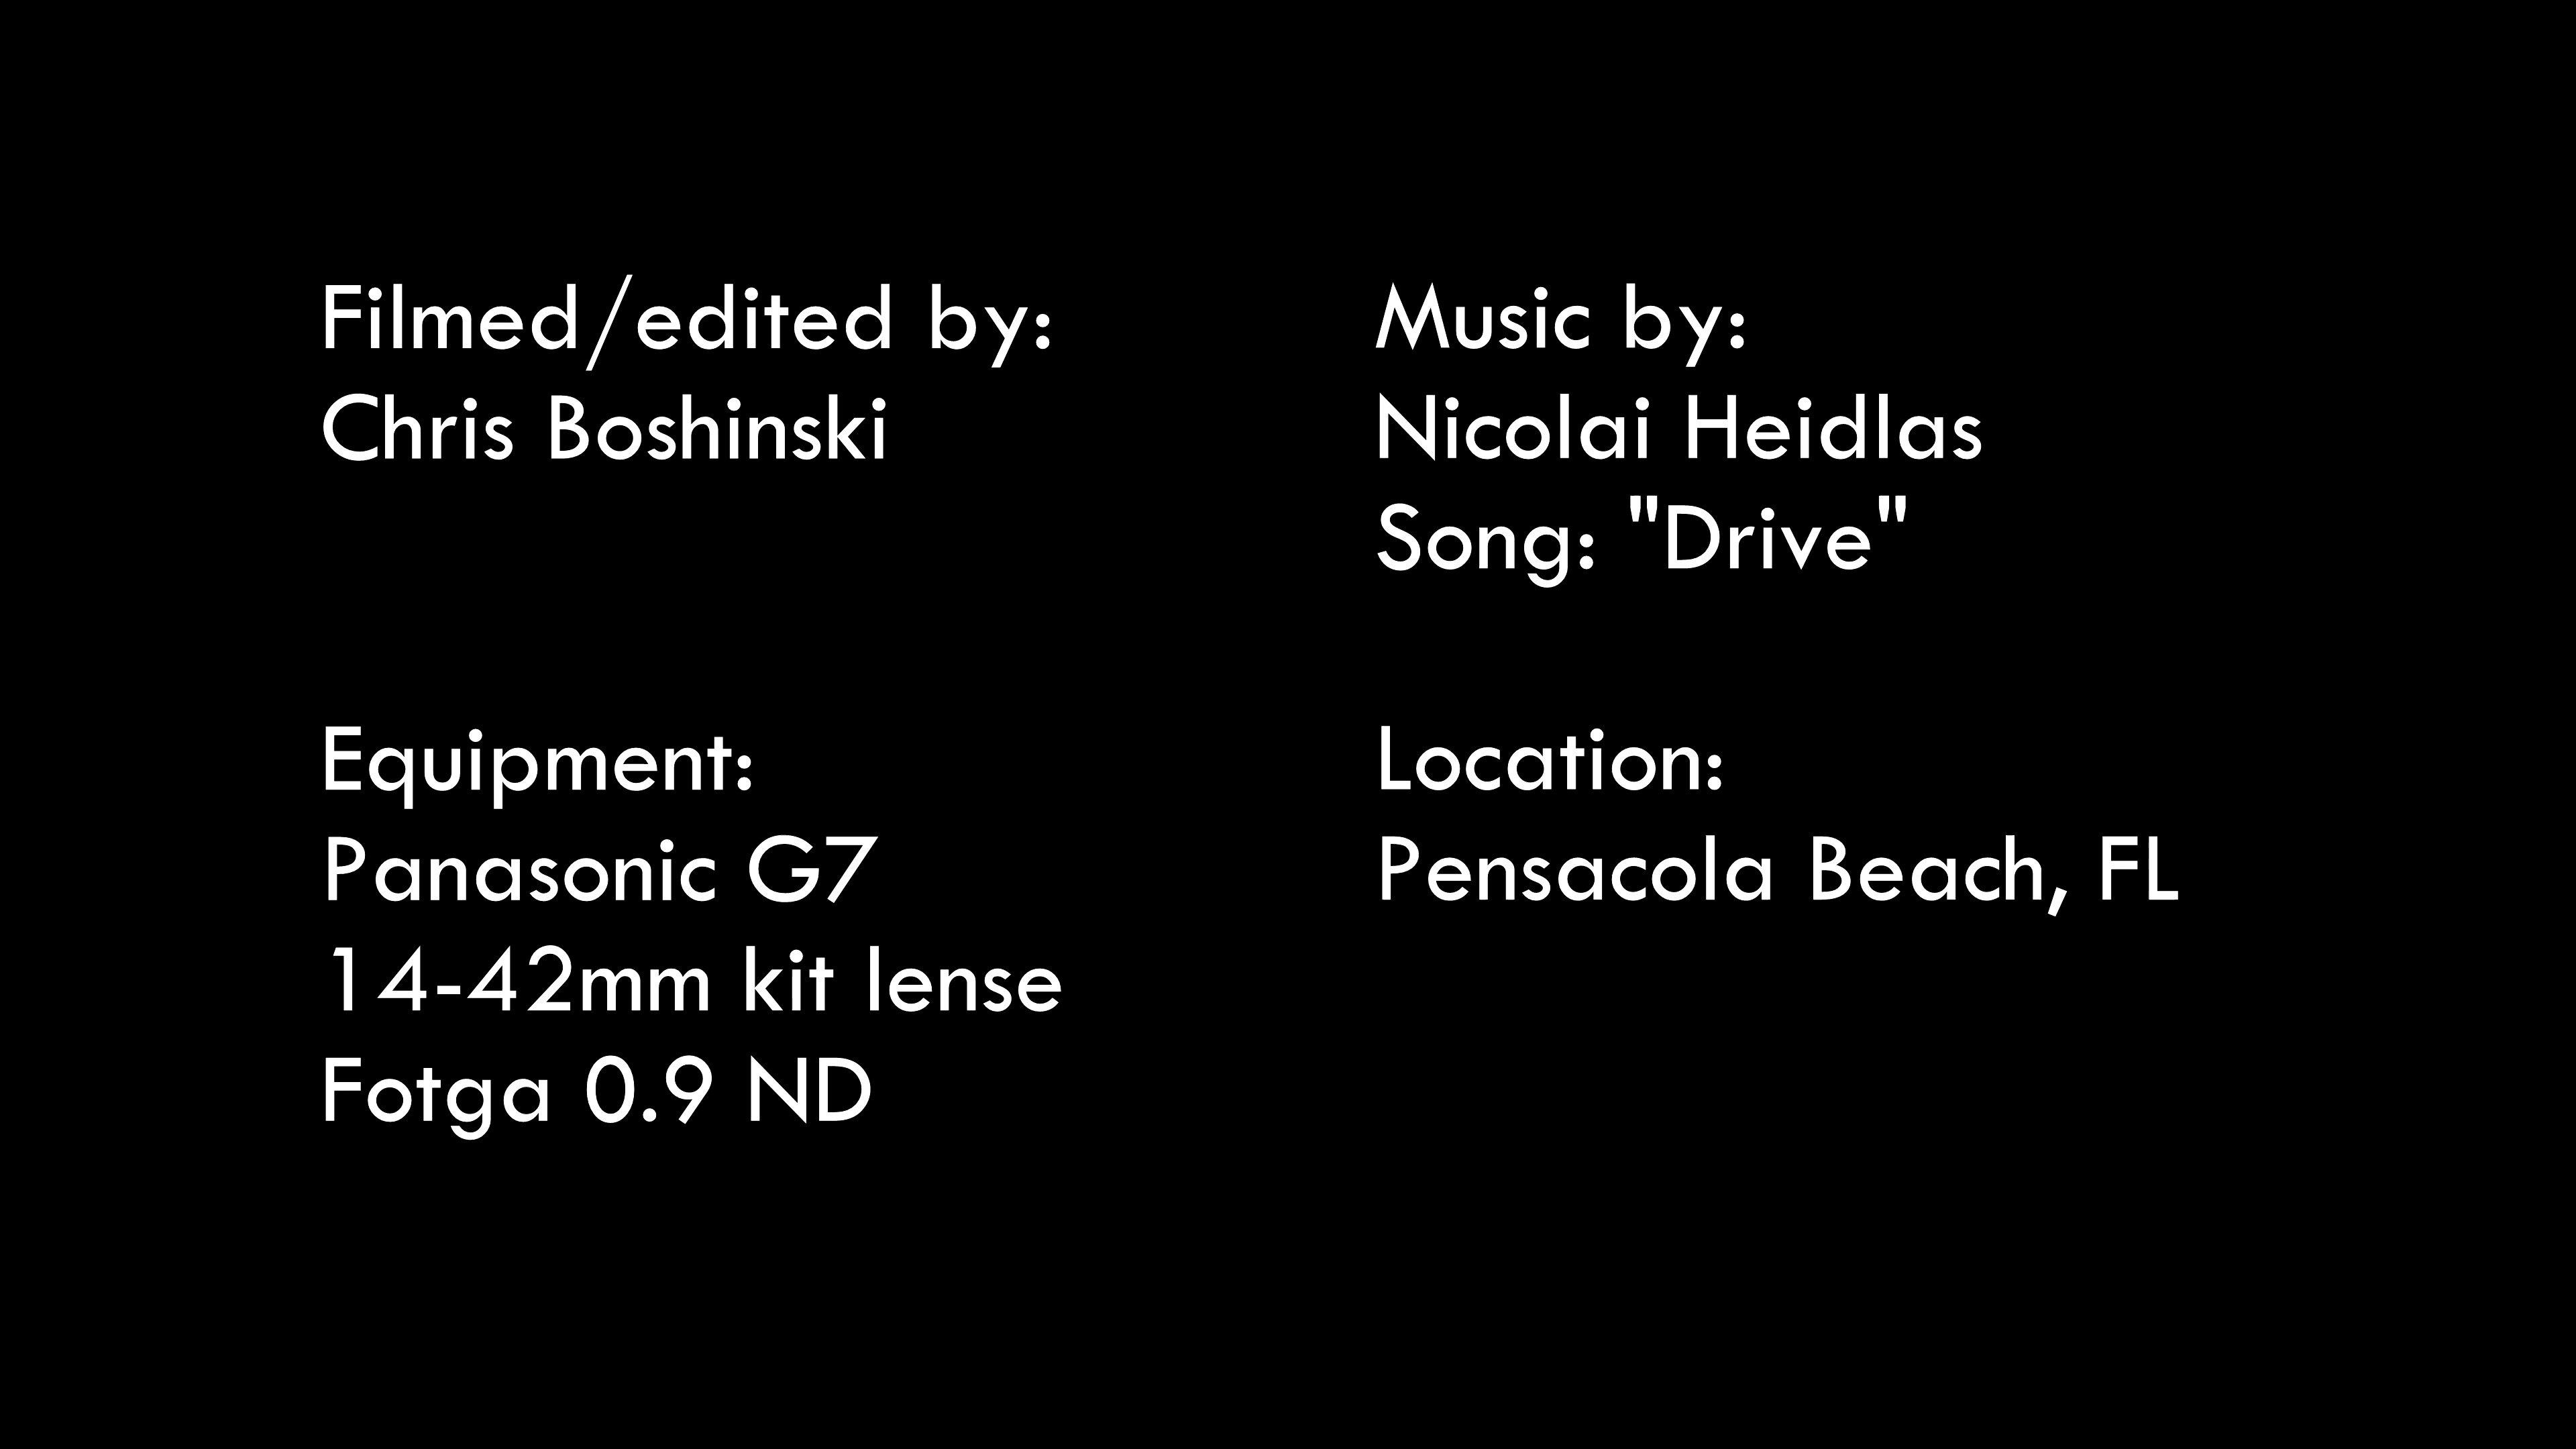 Filmed/edited by:
Chris Boshinski
Music by:
Nicolai Heidlas
Song: "Drive"
Equipment:
Panasonic G7
14-42mm kit lense
Fotga 0.9 ND
Location:
Pensacola Beach, FL